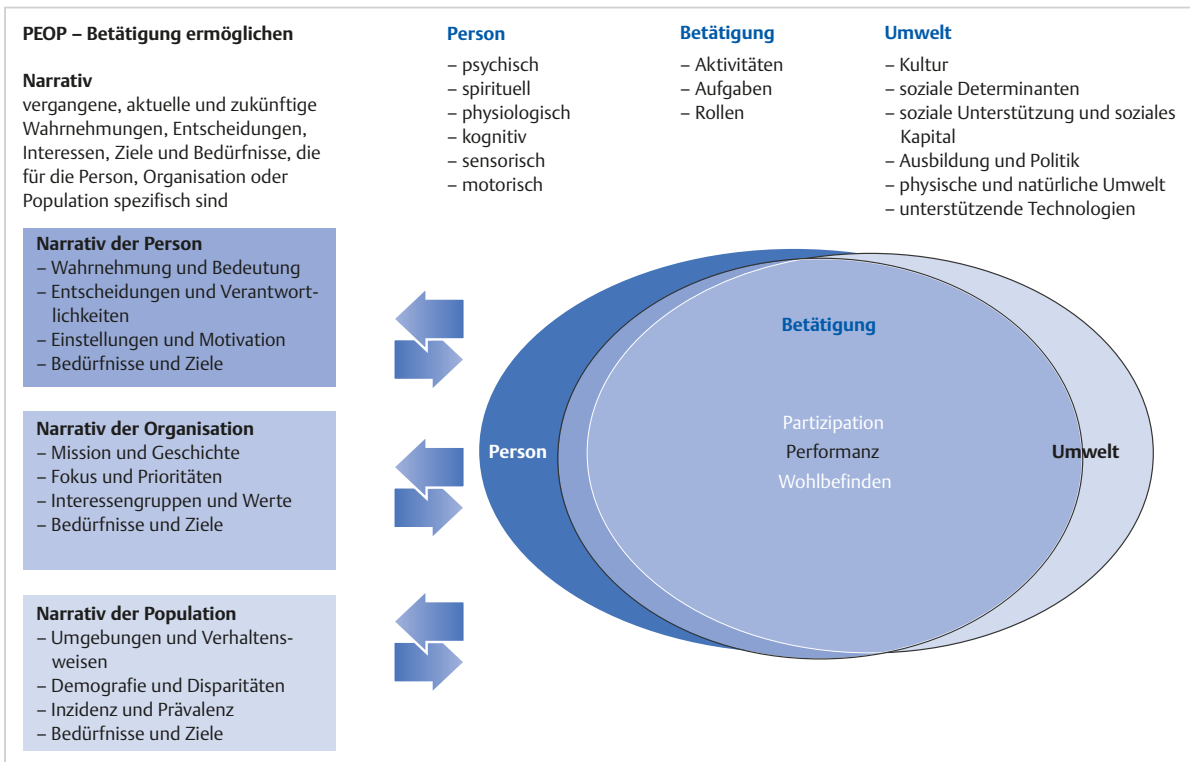 PEOP – Betätigung ermöglichen
Narrativ
vergangene, aktuelle und zukünftige
Wahrnehmungen, Entscheidungen,
Interessen, Ziele und Bedürfnisse, die
für die Person, Organisation oder
Population spezifisch sind
Person
– psychisch
– spirituell
– physiologisch
– kognitiv
– sensorisch
– motorisch
Betätigung
– Aktivitäten
– Aufgaben
– Rollen
Umwelt
– Kultur
– soziale Determinanten
– soziale Unterstützung und soziales
Kapital
– Ausbildung und Politik
– physische und natürliche Umwelt
– unterstützende Technologien
Narrativ der Person
– Wahrnehmung und Bedeutung
– Entscheidungen und Verantwort-
lichkeiten
– Einstellungen und Motivation
– Bedürfnisse und Ziele
Narrativ der Organisation
– Mission und Geschichte
– Fokus und Prioritäten
– Interessengruppen und Werte
– Bedürfnisse und Ziele
Narrativ der Population
– Umgebungen und Verhaltens-
weisen
– Demografie und Disparitäten
– Inzidenz und Prävalenz
– Bedürfnisse und Ziele
Betätigung
Partizipation
Person
Performanz
Umwelt
Wohlbefinden